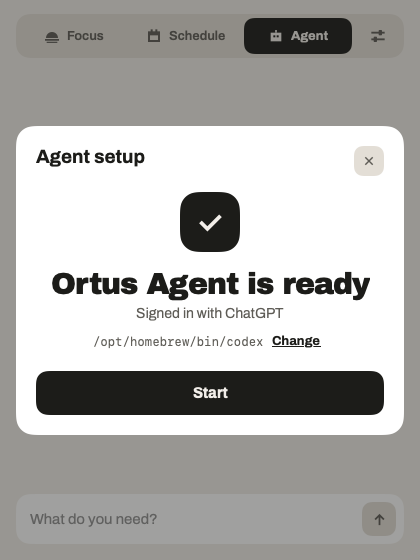 Focus
Schedule
Agent
Agent setup
Ortus Agent is ready
Signed in with ChatGPT
/opt/homebrew/bin/codex Change
Start
What do you need?